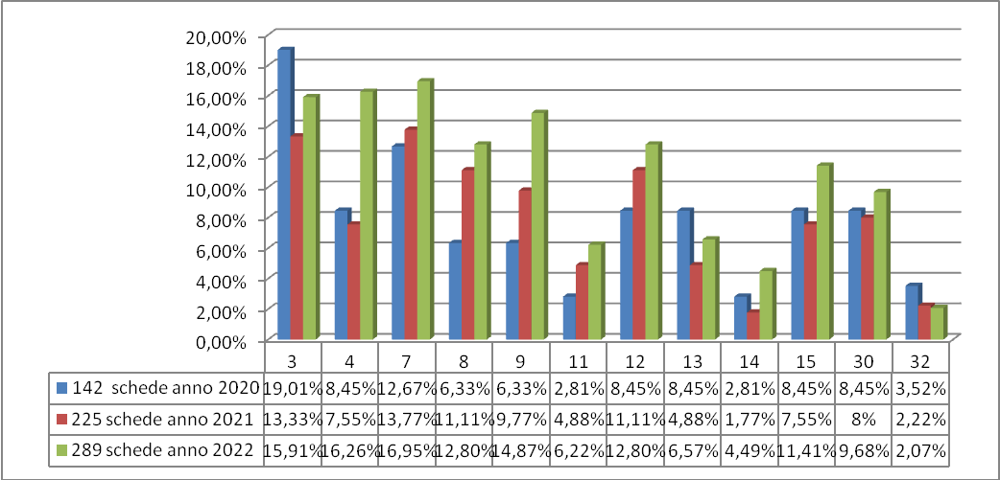 20,00%
18,00%
16,00%
14,00%
12,00%
10,00%
8,00%
6,00%
4,00%
2,00%
0,00%
3 4 7 8 9 11 12 13 14 15 30 32
142 schede anno 2020 19,01% 8,45% 12,67% 6,33% 6,33% 2,81% 8,45% 8,45% 2,81% 8,45% 8,45% 3,52%
225 schede anno 2021 13,33% 7,55% 13,77% 11,11% 9,77% 4,88% 11,11% 4,88% 1,77% 7,55% 8% 2,22%
289 schede anno 2022 15,91% 16,26% 16,95% 12,80% 14,87% 6,22% 12,80% 6,57% 4,49% 11,41% 9,68% 2,07%